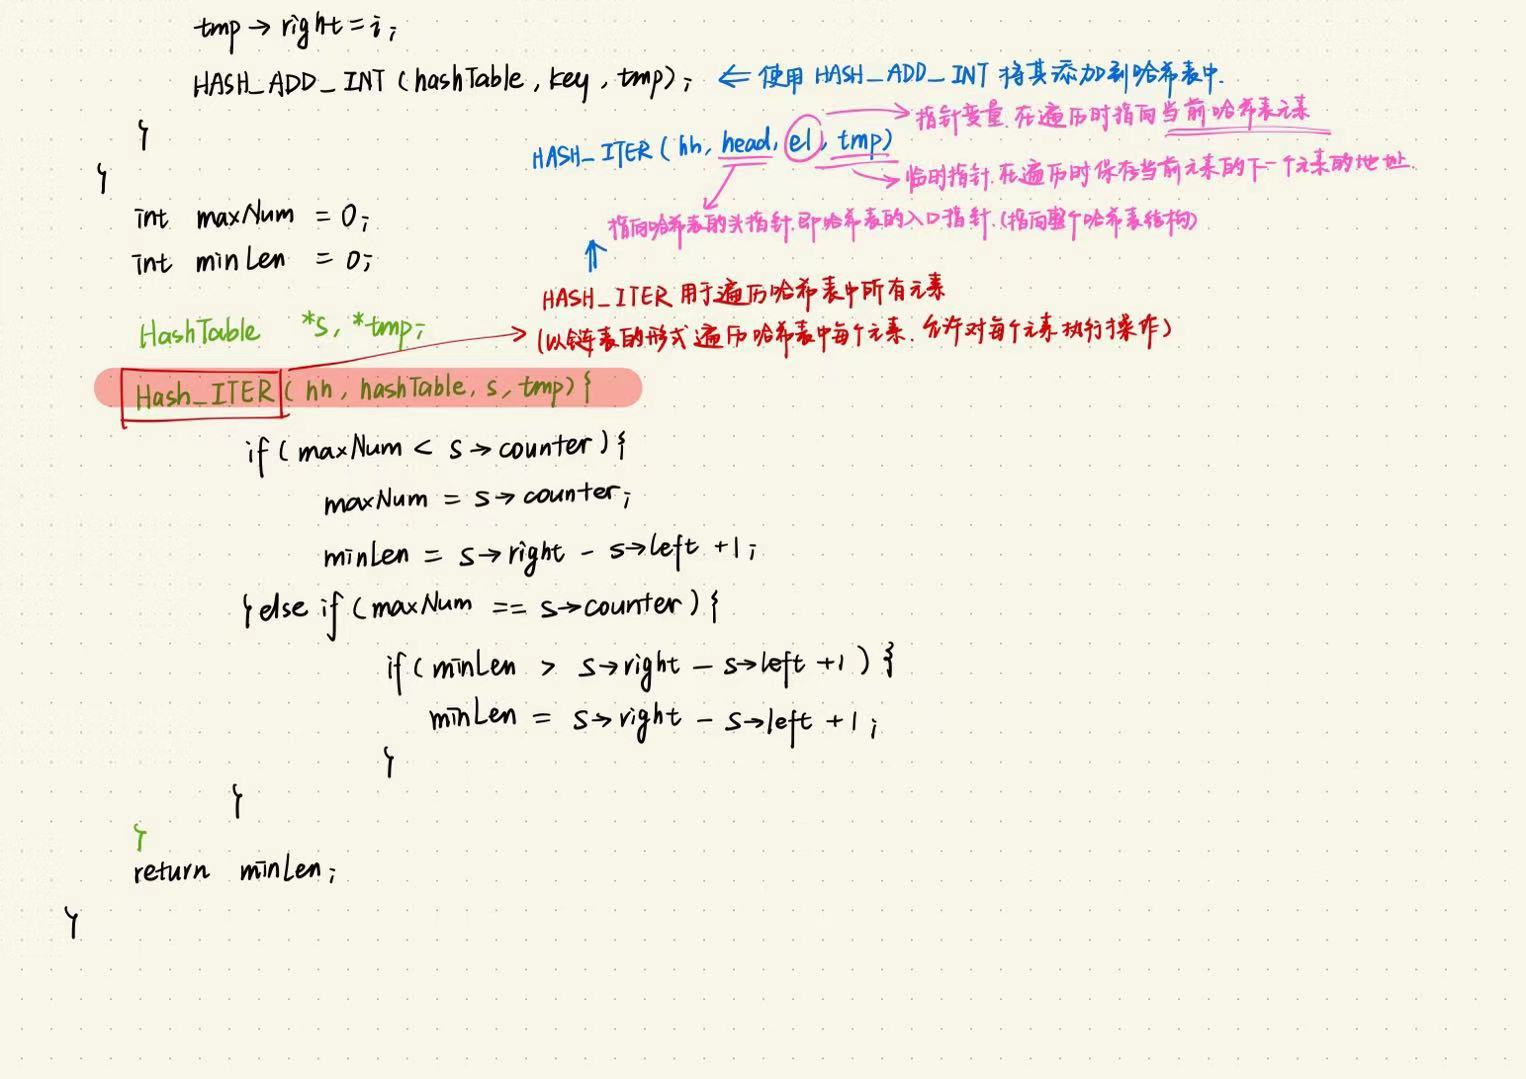 tmp → right = i;
HASH_ADD_INT (hashTable, key, tmp); ⇐ 使用 HASH_ADD_INT 将其添加到哈希表中.
}
→ 指针变量.在遍历时指向当前哈希表元素
HASH_ITER (hh, head, el, tmp)
→ 临时指针.在遍历时保存当前元素的下一个元素的地址.
}
int maxNum = 0;
指向哈希表的头指针.即哈希表的入口指针.(指向整个哈希表结构)
int minLen = 0;
HASH_ITER 用于遍历哈希表中所有元素
HashTable *s, *tmp;
(以链表的形式遍历哈希表中每个元素.允许对每个元素执行操作)
Hash_ITER (hh, hashTable, s, tmp) {
if (maxNum < s → counter) {
maxNum = s → counter;
minLen = s → right - s → left + 1;
} else if (maxNum == s → counter) {
if (minLen > s → right - s → left + 1) {
minLen = s → right - s → left + 1;
}
}
}
return minLen;
}